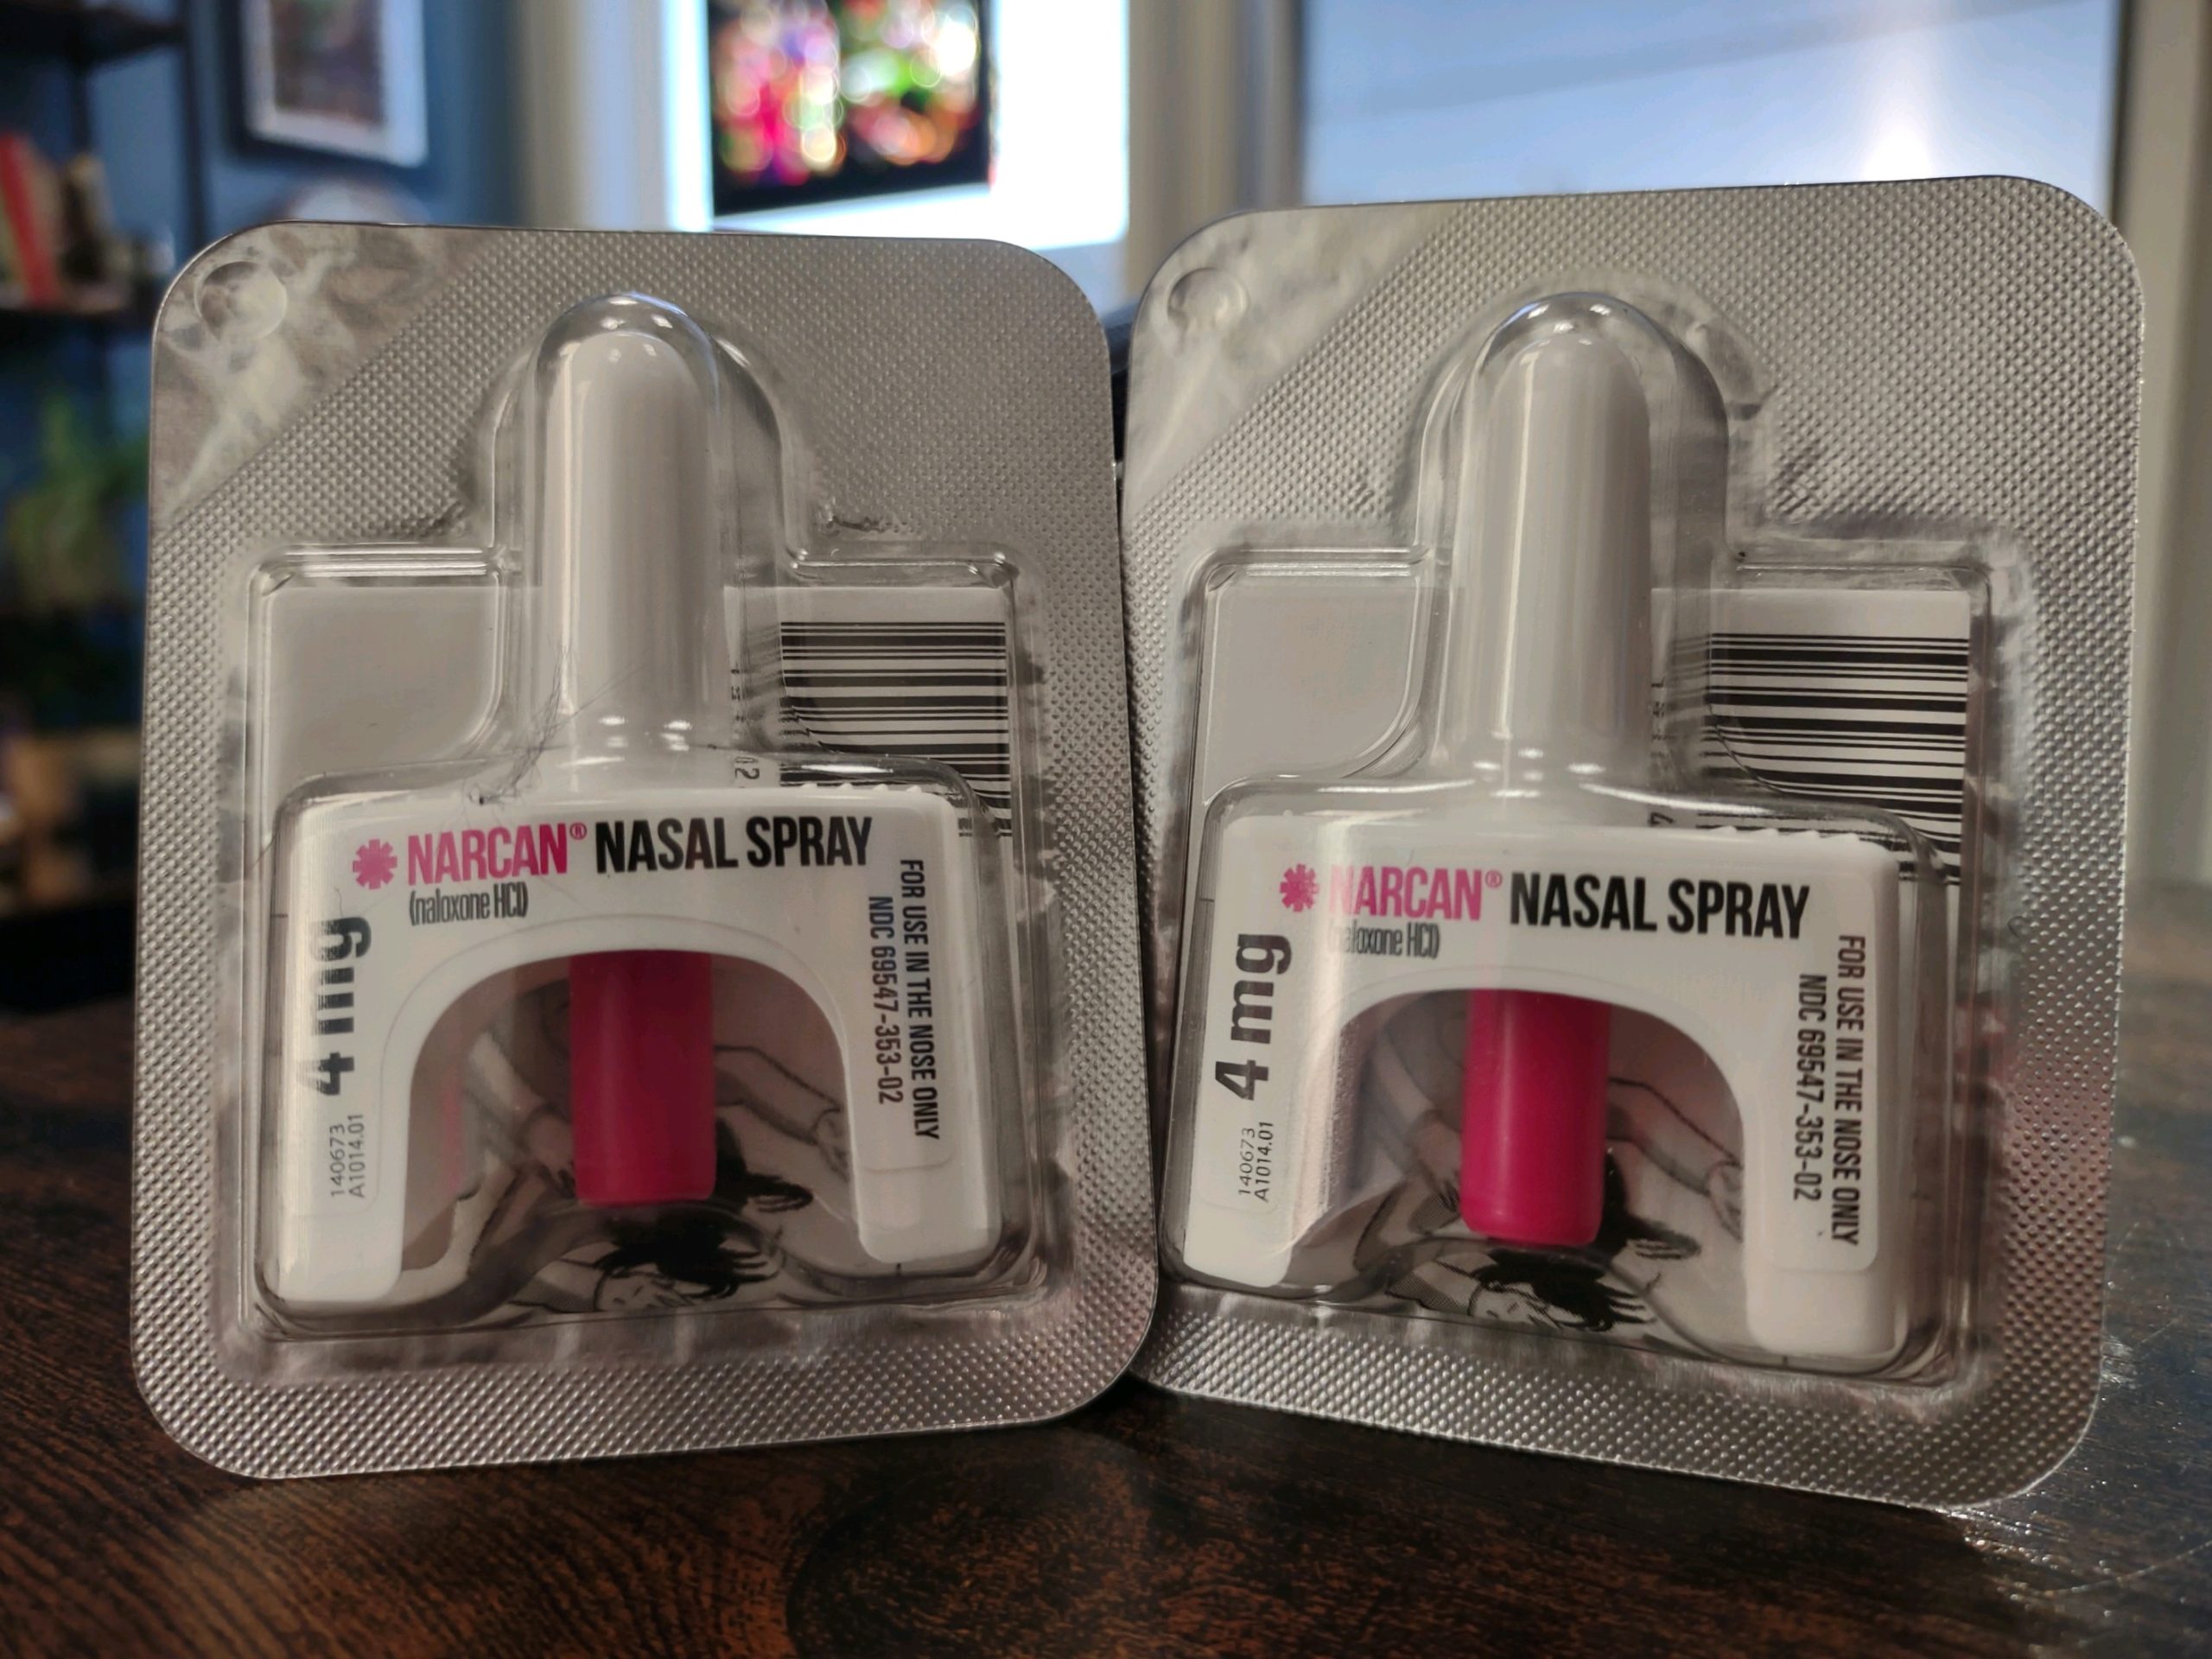 NARCAN® NASAL SPRAY
(naloxone HCl)
4 mg
140673
A1014.01
FOR USE IN THE NOSE ONLY
NDC 69547-353-02
NARCAN® NASAL SPRAY
(naloxone HCl)
4 mg
140673
A1014.01
FOR USE IN THE NOSE ONLY
NDC 69547-353-02